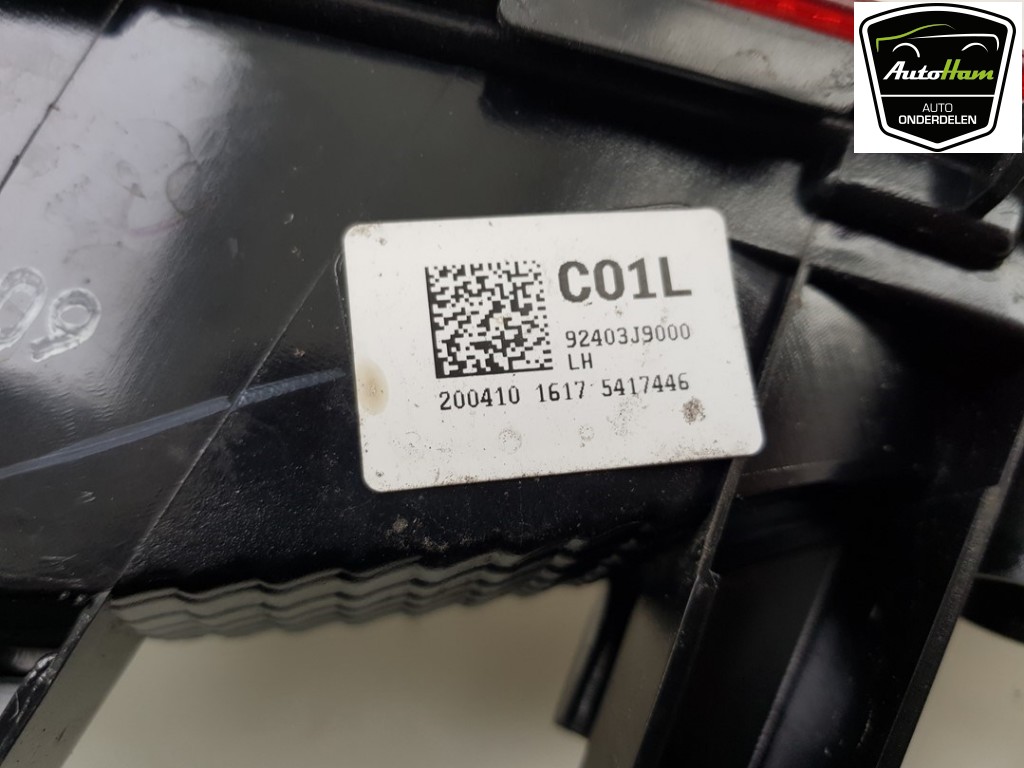 AutoHam
AUTO
ONDERDELEN
C01L
92403J9000
LH
200410 1617 5417446